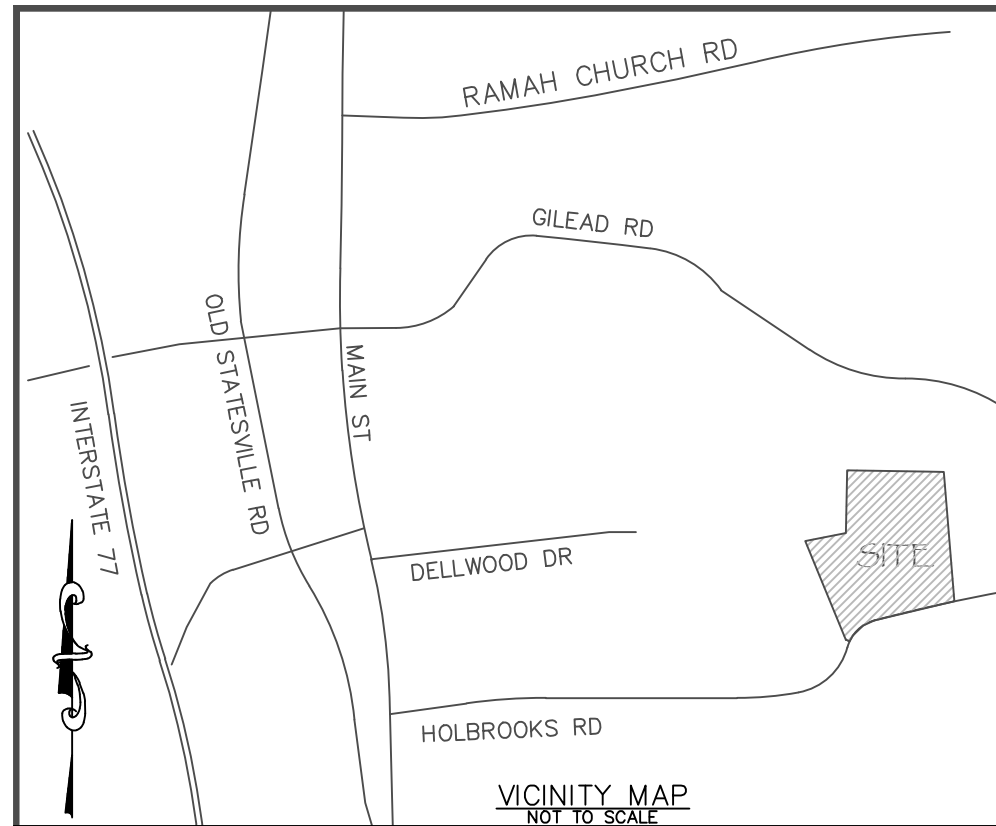 RAMAH CHURCH RD
GILEAD RD
OLD STATESVILLE RD
MAIN ST
INTERSTATE 77
DELLWOOD DR
SITE
HOLBROOKS RD
VICINITY MAP
NOT TO SCALE